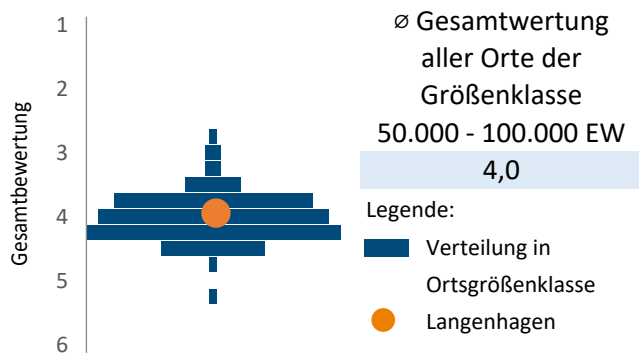 Gesamtbewertung
1
2
3
4
5
6
⌀ Gesamtwertung
aller Orte der
Größenklasse
50.000 - 100.000 EW
4,0
Legende:
Verteilung in
Ortsgrößenklasse
Langenhagen